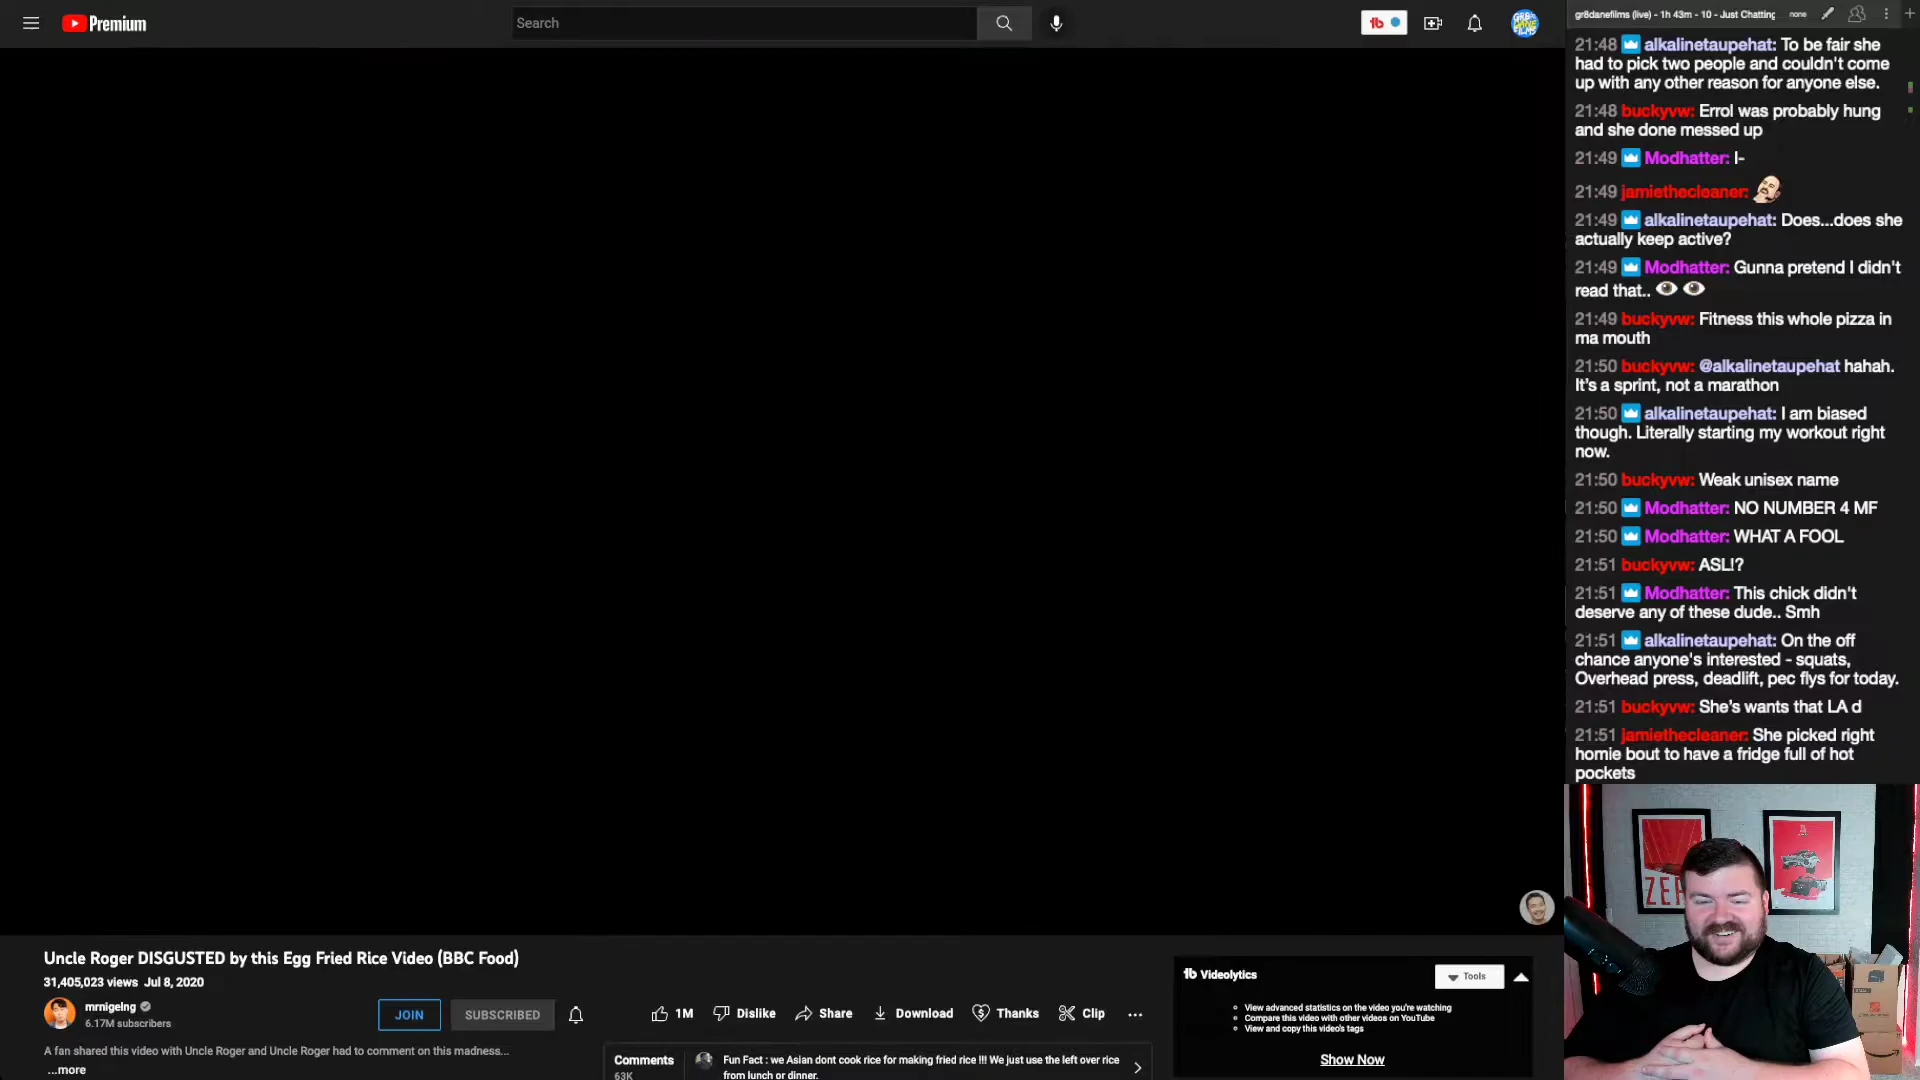 Premium
Search
gr8danefilms (live) - 1h 43m - 10 - Just Chatting
none
21:48 alkalinetaupehat: To be fair she
had to pick two people and couldn't come
up with any other reason for anyone else.
21:48 buckyvw: Errol was probably hung
and she done messed up
21:49 Modhatter: I-
21:49 jamiethecleaner:
21:49 alkalinetaupehat: Does...does she
actually keep active?
21:49 Modhatter: Gunna pretend I didn't
read that..
21:49 buckyvw: Fitness this whole pizza in
ma mouth
21:50 buckyvw: @alkalinetaupehat hahah.
It's a sprint, not a marathon
21:50 alkalinetaupehat: I am biased
though. Literally starting my workout right
now.
21:50 buckyvw: Weak unisex name
21:50 Modhatter: NO NUMBER 4 MF
21:50 Modhatter: WHAT A FOOL
21:51 buckyvw: ASL!?
21:51 Modhatter: This chick didn't
deserve any of these dude.. Smh
21:51 alkalinetaupehat: On the off
chance anyone's interested - squats,
Overhead press, deadlift, pec flys for today.
21:51 buckyvw: She's wants that LA d
21:51 jamiethecleaner: She picked right
homie bout to have a fridge full of hot
pockets
Uncle Roger DISGUSTED by this Egg Fried Rice Video (BBC Food)
31,405,023 views Jul 8, 2020
mrnigelng
6.17M subscribers
JOIN
SUBSCRIBED
1M
Dislike
Share
Download
Thanks
Clip
A fan shared this video with Uncle Roger and Uncle Roger had to comment on this madness...
...more
Comments
63K
Fun Fact : we Asian dont cook rice for making fried rice !!! We just use the left over rice
from lunch or dinner.
Videolytics
Tools
View advanced statistics on the video you're watching
Compare this video with other videos on YouTube
View and copy this video's tags
Show Now